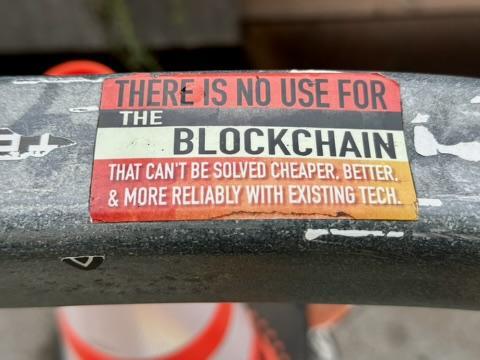 THERE IS NO USE FOR
THE
BLOCKCHAIN
THAT CAN'T BE SOLVED CHEAPER, BETTER,
& MORE RELIABLY WITH EXISTING TECH.